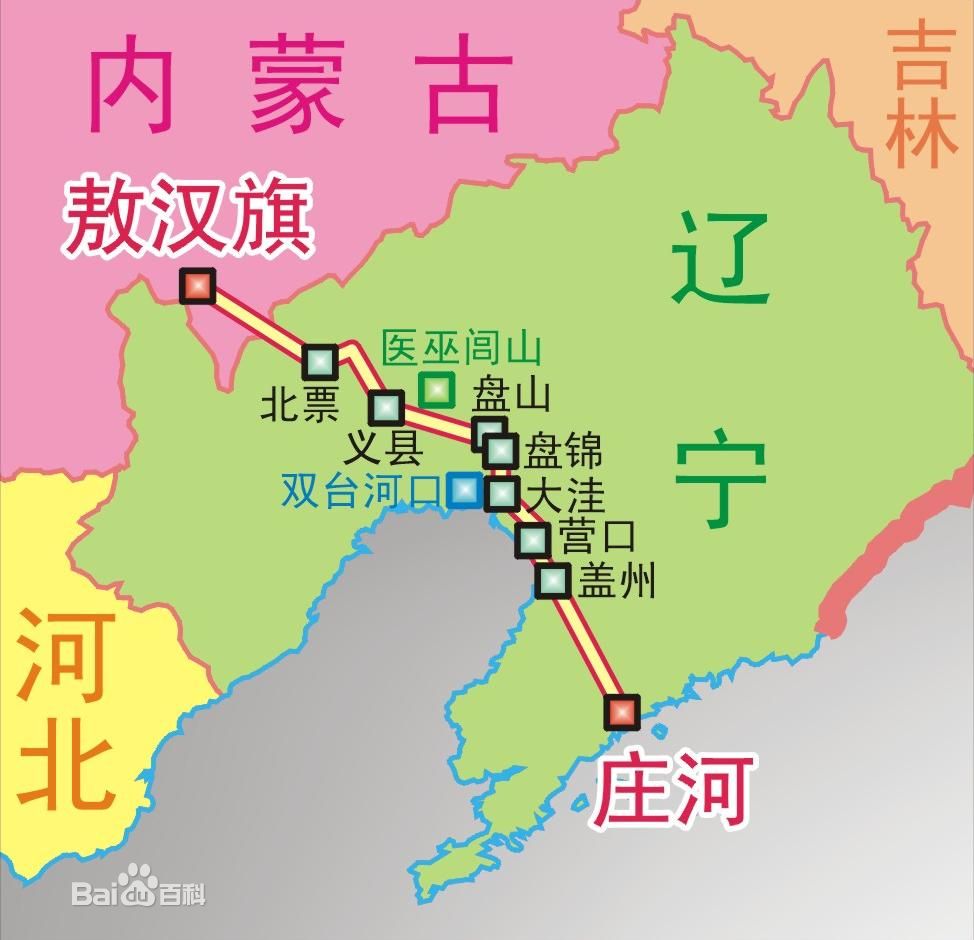 内蒙古
吉林
敖汉旗
辽宁
医巫闾山
盘山
北票
义县
盘锦
双台河口
大洼
营口
盖州
河北
庄河
Baidu百科